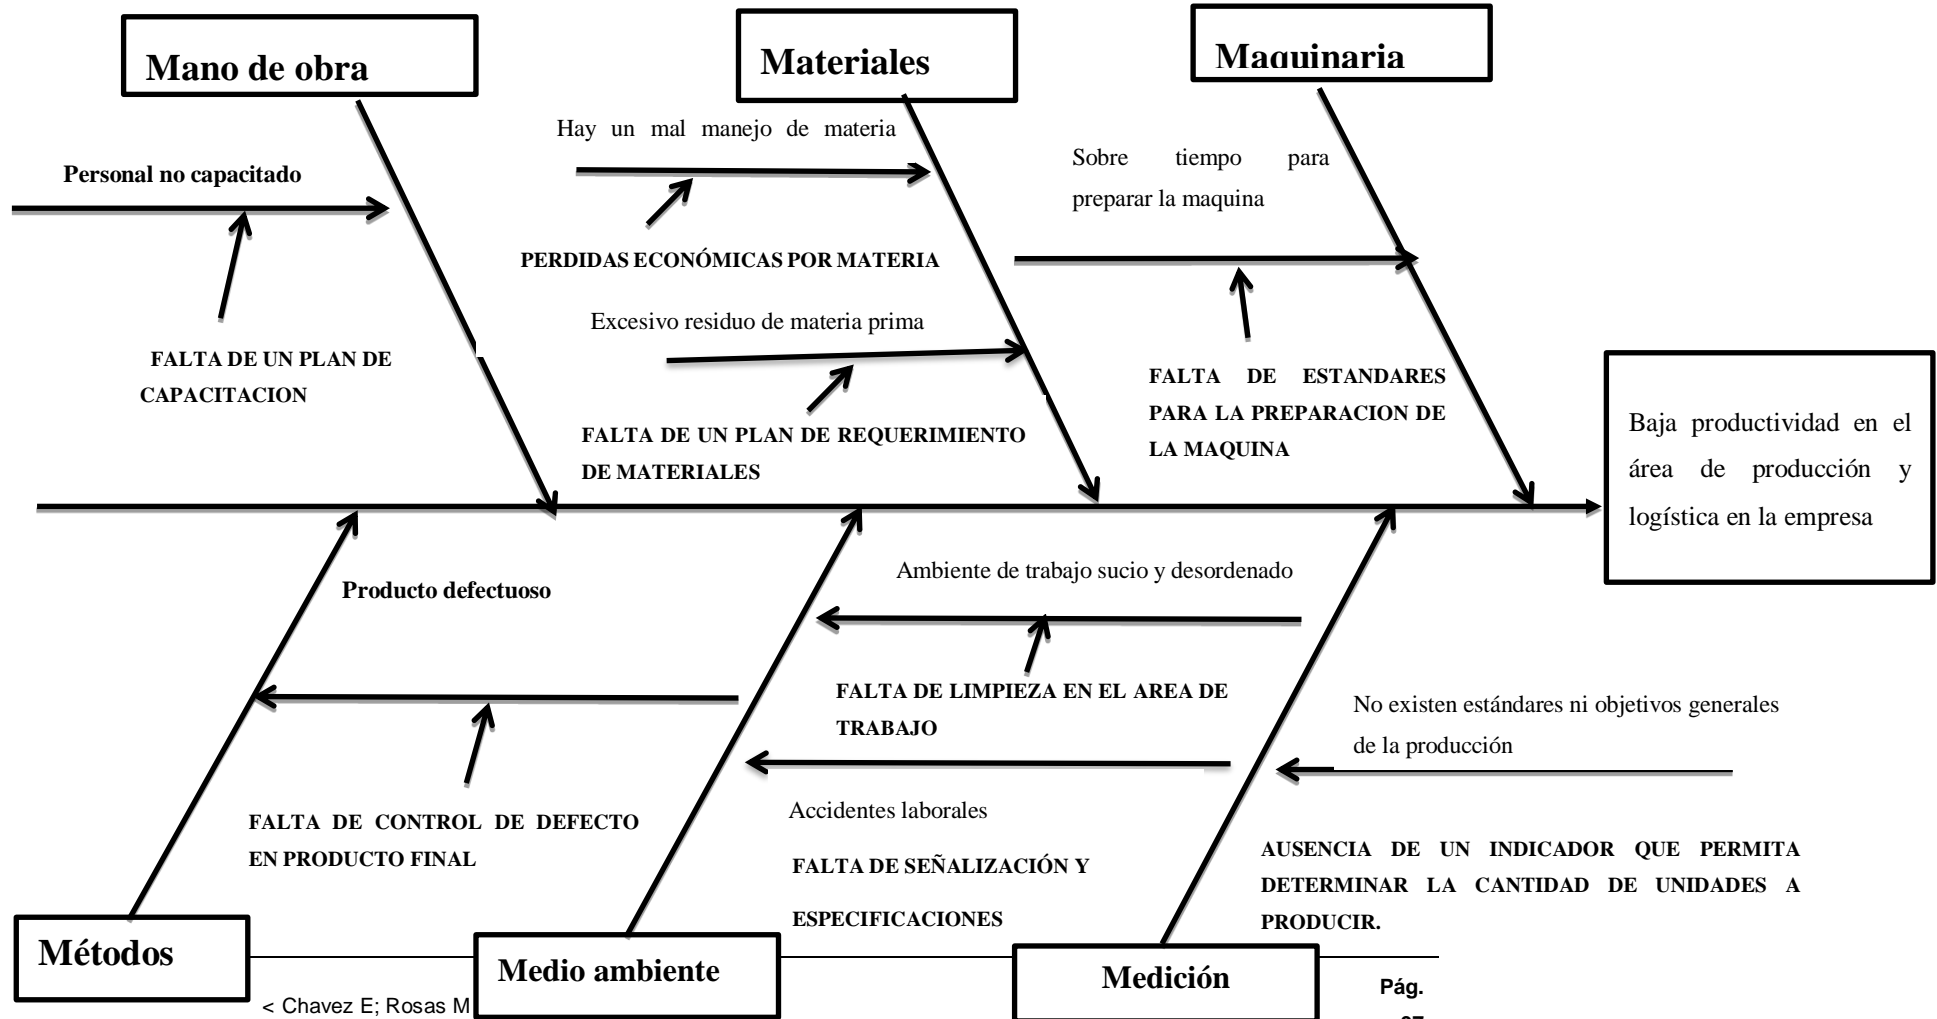 Mano de obra
Materiales
Maquinaria
Hay un mal manejo de materia
Personal no capacitado
Sobre tiempo para
preparar la maquina
PERDIDAS ECONÓMICAS POR MATERIA
Excesivo residuo de materia prima
FALTA DE UN PLAN DE
CAPACITACION
FALTA DE ESTANDARES
PARA LA PREPARACION DE
LA MAQUINA
FALTA DE UN PLAN DE REQUERIMIENTO
DE MATERIALES
Baja productividad en el
área de producción y
logística en la empresa
Producto defectuoso
Ambiente de trabajo sucio y desordenado
FALTA DE LIMPIEZA EN EL AREA DE
TRABAJO
No existen estándares ni objetivos generales
de la producción
FALTA DE CONTROL DE DEFECTO
EN PRODUCTO FINAL
Accidentes laborales
FALTA DE SEÑALIZACIÓN Y
ESPECIFICACIONES
AUSENCIA DE UN INDICADOR QUE PERMITA
DETERMINAR LA CANTIDAD DE UNIDADES A
PRODUCIR.
Métodos
Medio ambiente
Medición
< Chavez E; Rosas M
Pág.